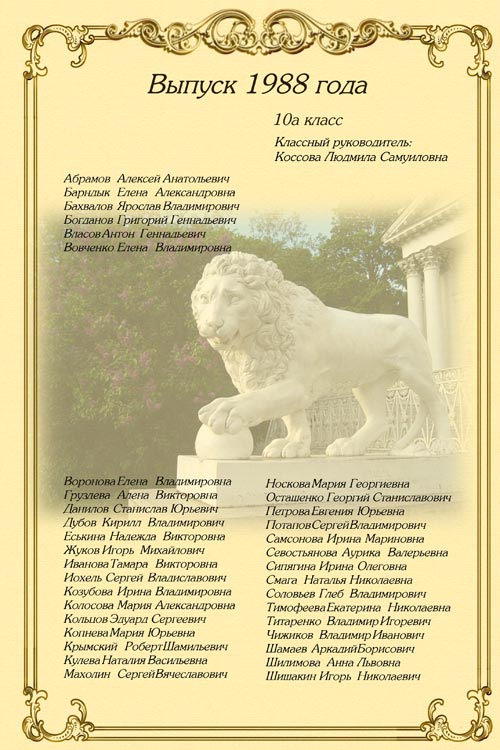 Выпуск 1988 года
10а класс
Классный руководитель:
Коссова Людмила Самуиловна
Абрамов Алексей Анатольевич
Барндык Елена Александровна
Бахвалов Ярослав Владимирович
Богданов Григорий Геннадьевич
Власов Антон Геннадьевич
Вовченко Елена Владимировна
Воронова Елена Владимировна
Груздева Алена Викторовна
Данилов Станислав Юрьевич
Дубов Кирилл Владимирович
Еськина Надежда Викторовна
Жуков Игорь Михайлович
Иванова Тамара Викторовна
Иохель Сергей Владиславович
Козубова Ирина Владимировна
Колосова Мария Александровна
Кольцов Эдуард Сергеевич
Копнева Мария Юрьевна
Крымский Роберт Шамильевич
Кулева Наталия Васильевна
Махолин Сергей Вячеславович
Носкова Мария Георгиевна
Осташенко Георгий Станиславович
Петрова Евгения Юрьевна
Потапов Сергей Владимирович
Самсонова Ирина Мариновна
Севостьянова Аурика Валерьевна
Сипягина Ирина Олеговна
Смага Наталья Николаевна
Соловьев Глеб Владимирович
Тимофеева Екатерина Николаевна
Титаренко Владимир Игоревич
Чижиков Владимир Иванович
Шамаев Аркадий Борисович
Шилимова Анна Львовна
Шишакин Игорь Николаевич